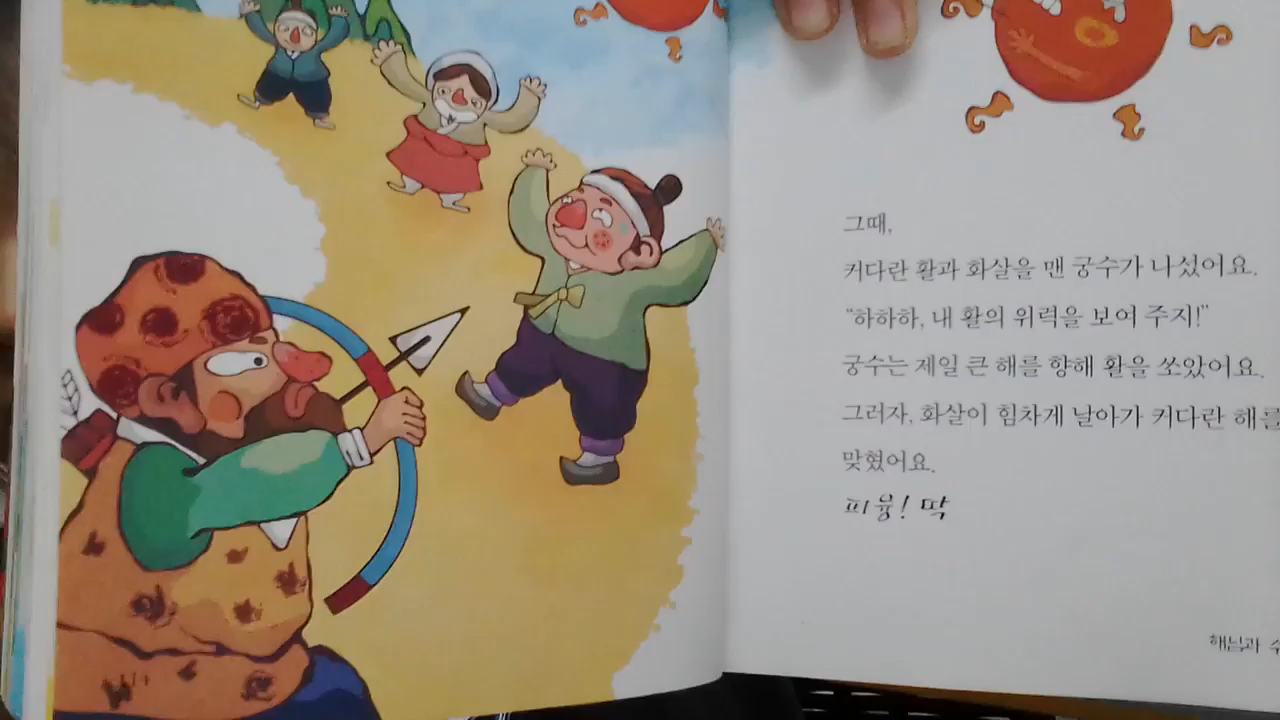 그때,
커다란 활과 화살을 맨 궁수가 나섰어요.
“하하하, 내 활의 위력을 보여 주지!”
궁수는 제일 큰 해를 향해 활을 쏘았어요.
그러자, 화살이 힘차게 날아가 커다란 해를
맞혔어요.
피융! 딱
해님과